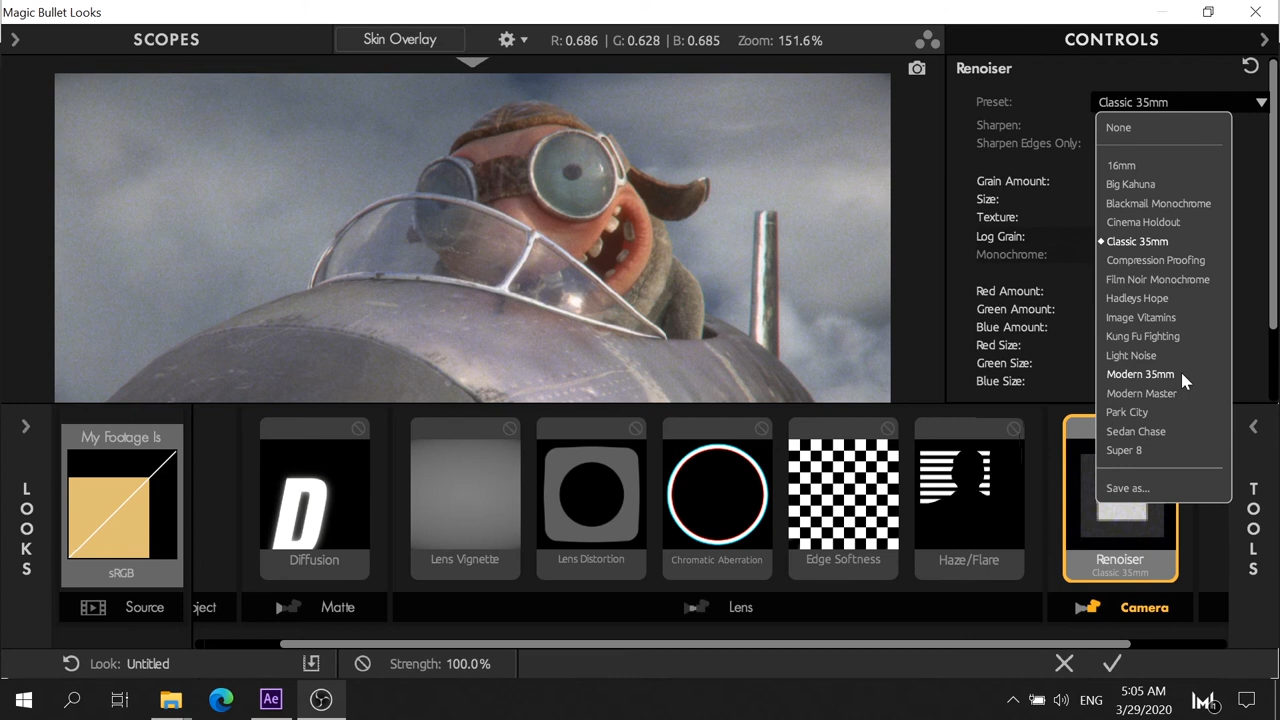 Magic Bullet Looks
SCOPES
Skin Overlay
R: 0.686 | G: 0.628 | B: 0.685 Zoom: 151.6%
CONTROLS
Renoiser
Preset: Classic 35mm
Sharpen:
Sharpen Edges Only:
Grain Amount:
Size:
Texture:
Log Grain:
Monochrome:
Red Amount:
Green Amount:
Blue Amount:
Red Size:
Green Size:
Blue Size:
None
16mm
Big Kahuna
Blackmail Monochrome
Cinema Holdout
Classic 35mm
Compression Proofing
Film Noir Monochrome
Hadleys Hope
Image Vitamins
Kung Fu Fighting
Light Noise
Modern 35mm
Modern Master
Park City
Sedan Chase
Super 8
Save as...
LOOKS
My Footage Is
sRGB
Source
D
Diffusion
Lens Vignette
Lens Distortion
Chromatic Aberration
Edge Softness
Haze/Flare
Renoiser
Classic 35mm
ject
Matte
Lens
Camera
TOOLS
Look: Untitled
Strength: 100.0%
Ae
ENG
5:05 AM
3/29/2020
1